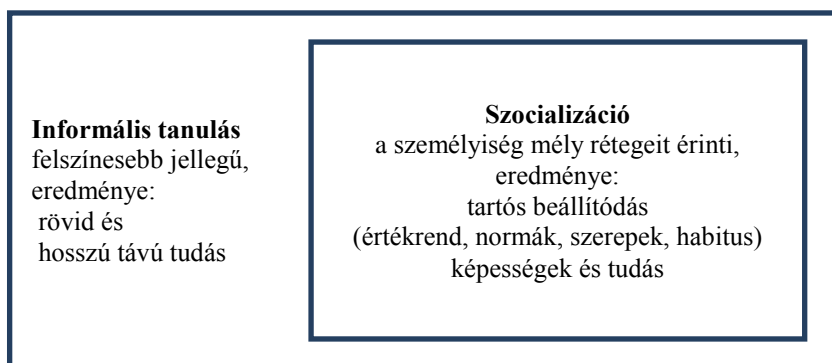 Informális tanulás
felszínesebb jellegű,
eredménye:
rövid és
hosszú távú tudás
Szocializáció
a személyiség mély rétegeit érinti,
eredménye:
tartós beállítódás
(értékrend, normák, szerepek, habitus)
képességek és tudás